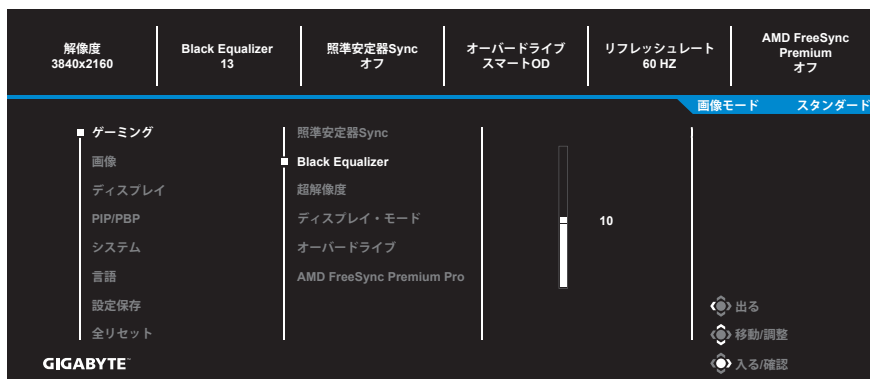 解像度
3840x2160
Black Equalizer
13
照準安定器Sync
オフ
オーバードライブ
スマートOD
リフレッシュレート
60 HZ
AMD FreeSync
Premium
オフ
画像モード スタンダード
ゲーミング
画像
ディスプレイ
PIP/PBP
システム
言語
設定保存
全リセット
照準安定器Sync
Black Equalizer
超解像度
ディスプレイ・モード
オーバードライブ
AMD FreeSync Premium Pro
10
出る
移動/調整
入る/確認
GIGABYTE™